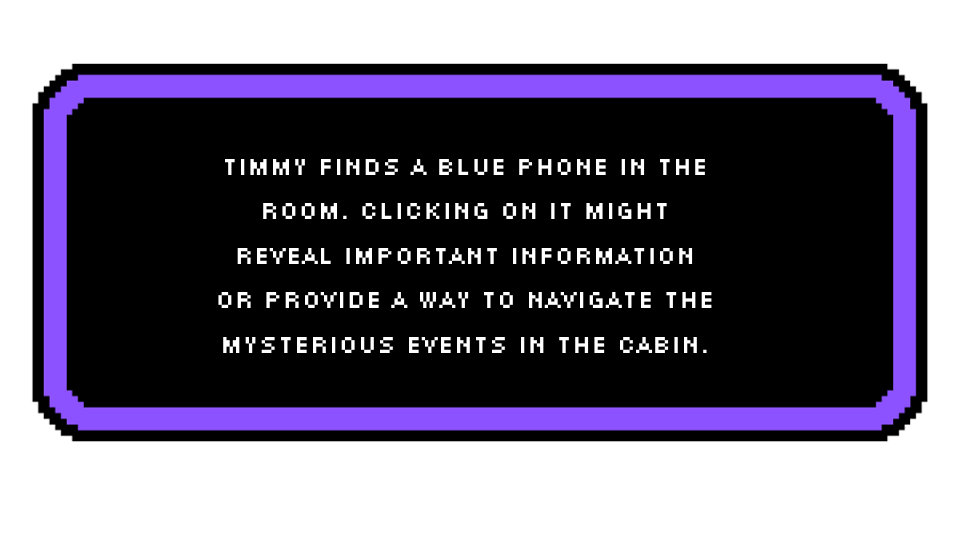 TIMMY FINDS A BLUE PHONE IN THE
ROOM. CLICKING ON IT MIGHT
REVEAL IMPORTANT INFORMATION
OR PROVIDE A WAY TO NAVIGATE THE
MYSTERIOUS EVENTS IN THE CABIN.